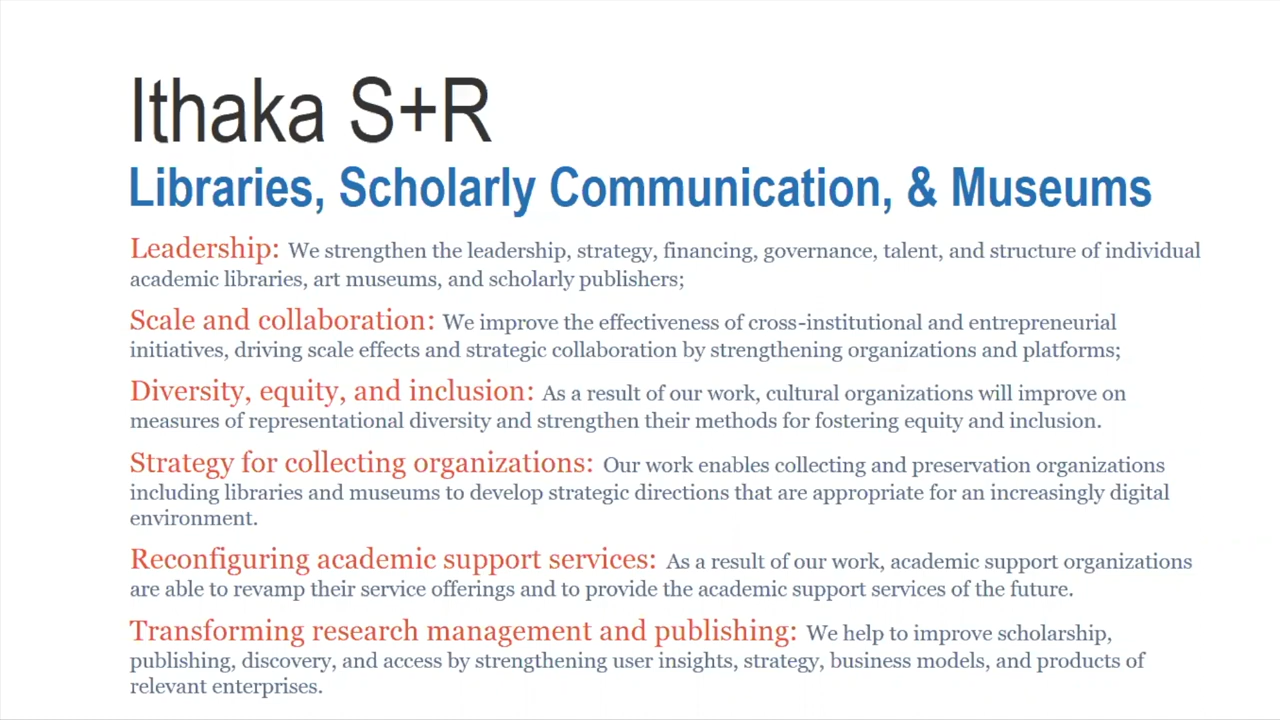 Ithaka S+R
Libraries, Scholarly Communication, & Museums
Leadership: We strengthen the leadership, strategy, financing, governance, talent, and structure of individual
academic libraries, art museums, and scholarly publishers;
Scale and collaboration: We improve the effectiveness of cross-institutional and entrepreneurial
initiatives, driving scale effects and strategic collaboration by strengthening organizations and platforms;
Diversity, equity, and inclusion: As a result of our work, cultural organizations will improve on
measures of representational diversity and strengthen their methods for fostering equity and inclusion.
Strategy for collecting organizations: Our work enables collecting and preservation organizations
including libraries and museums to develop strategic directions that are appropriate for an increasingly digital
environment.
Reconfiguring academic support services: As a result of our work, academic support organizations
are able to revamp their service offerings and to provide the academic support services of the future.
Transforming research management and publishing: We help to improve scholarship,
publishing, discovery, and access by strengthening user insights, strategy, business models, and products of
relevant enterprises.